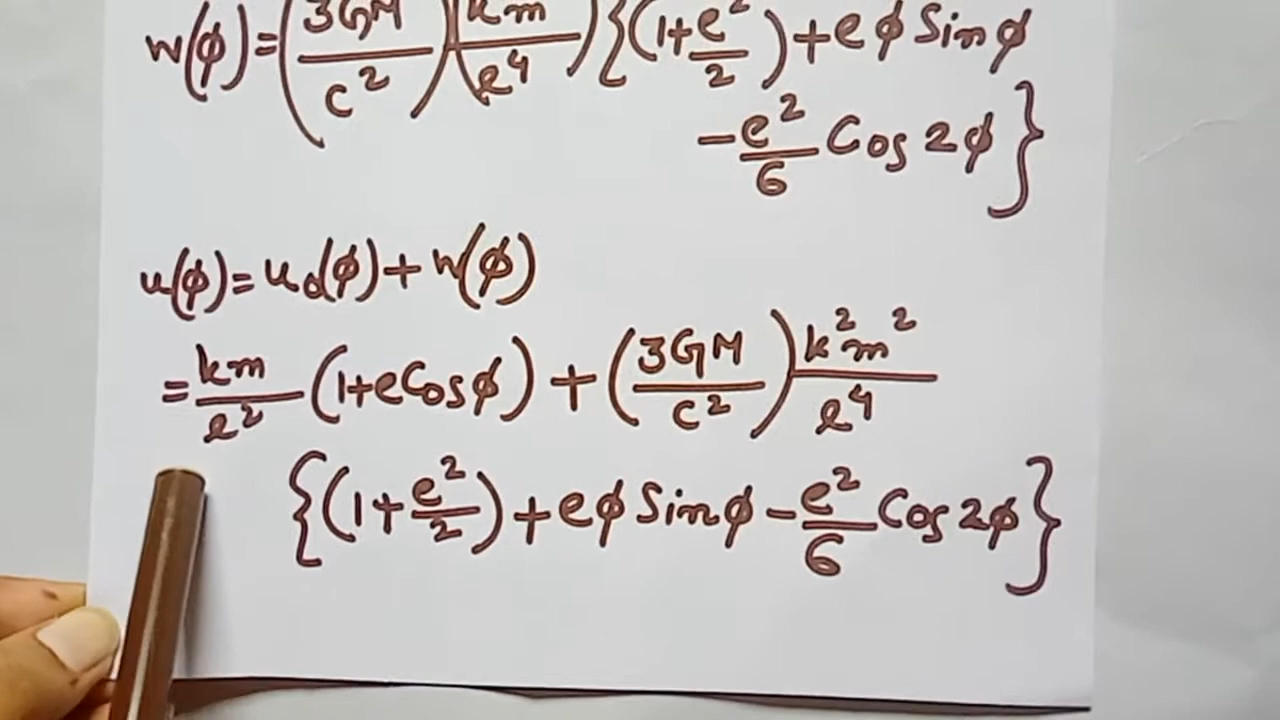 w(φ)=(3GM/c²)(km/l⁴){(1+e²/2)+eφ Sinφ
-e²/6 Cos 2φ}
u(φ)=u₀(φ)+w(φ)
=km/l²(1+eCosφ)+(3GM/c²)k²m²/l⁴
{(1+e²/2)+eφ Sinφ-e²/6 Cos 2φ}